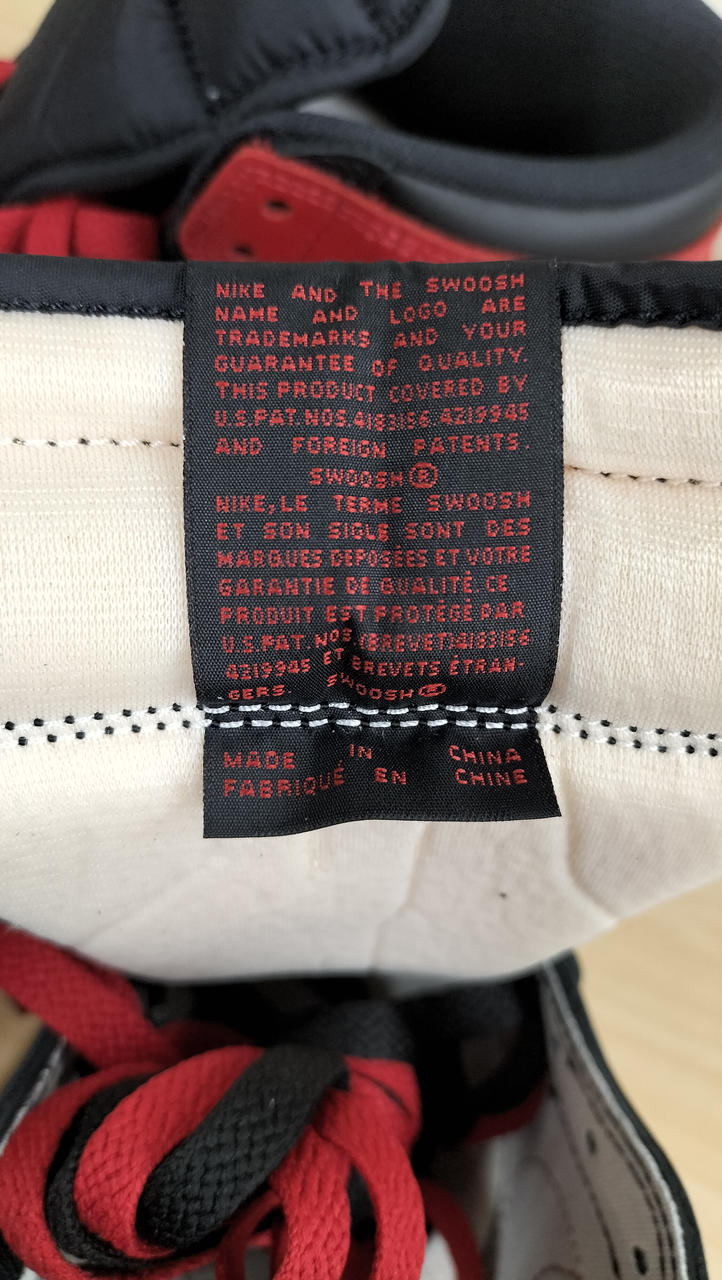 NIKE AND THE SWOOSH
NAME AND LOGO ARE
TRADEMARKS AND YOUR
GUARANTEE OF QUALITY.
THIS PRODUCT COVERED BY
U.S.PAT.NOS.4183156.4219945
AND FOREIGN PATENTS.
SWOOSH®
NIKE, LE TERME SWOOSH
ET SON SIGLE SONT DES
MARQUES DEPOSÉES ET VOTRE
GARANTIE DE QUALITÉ. CE
PRODUIT EST PROTÉGÉ PAR
U.S.PAT.NOS.(BREVET)4183156
4219945 ET BREVETS ÉTRAN-
GERS. SWOOSH®
MADE IN CHINA
FABRIQUÉ EN CHINE